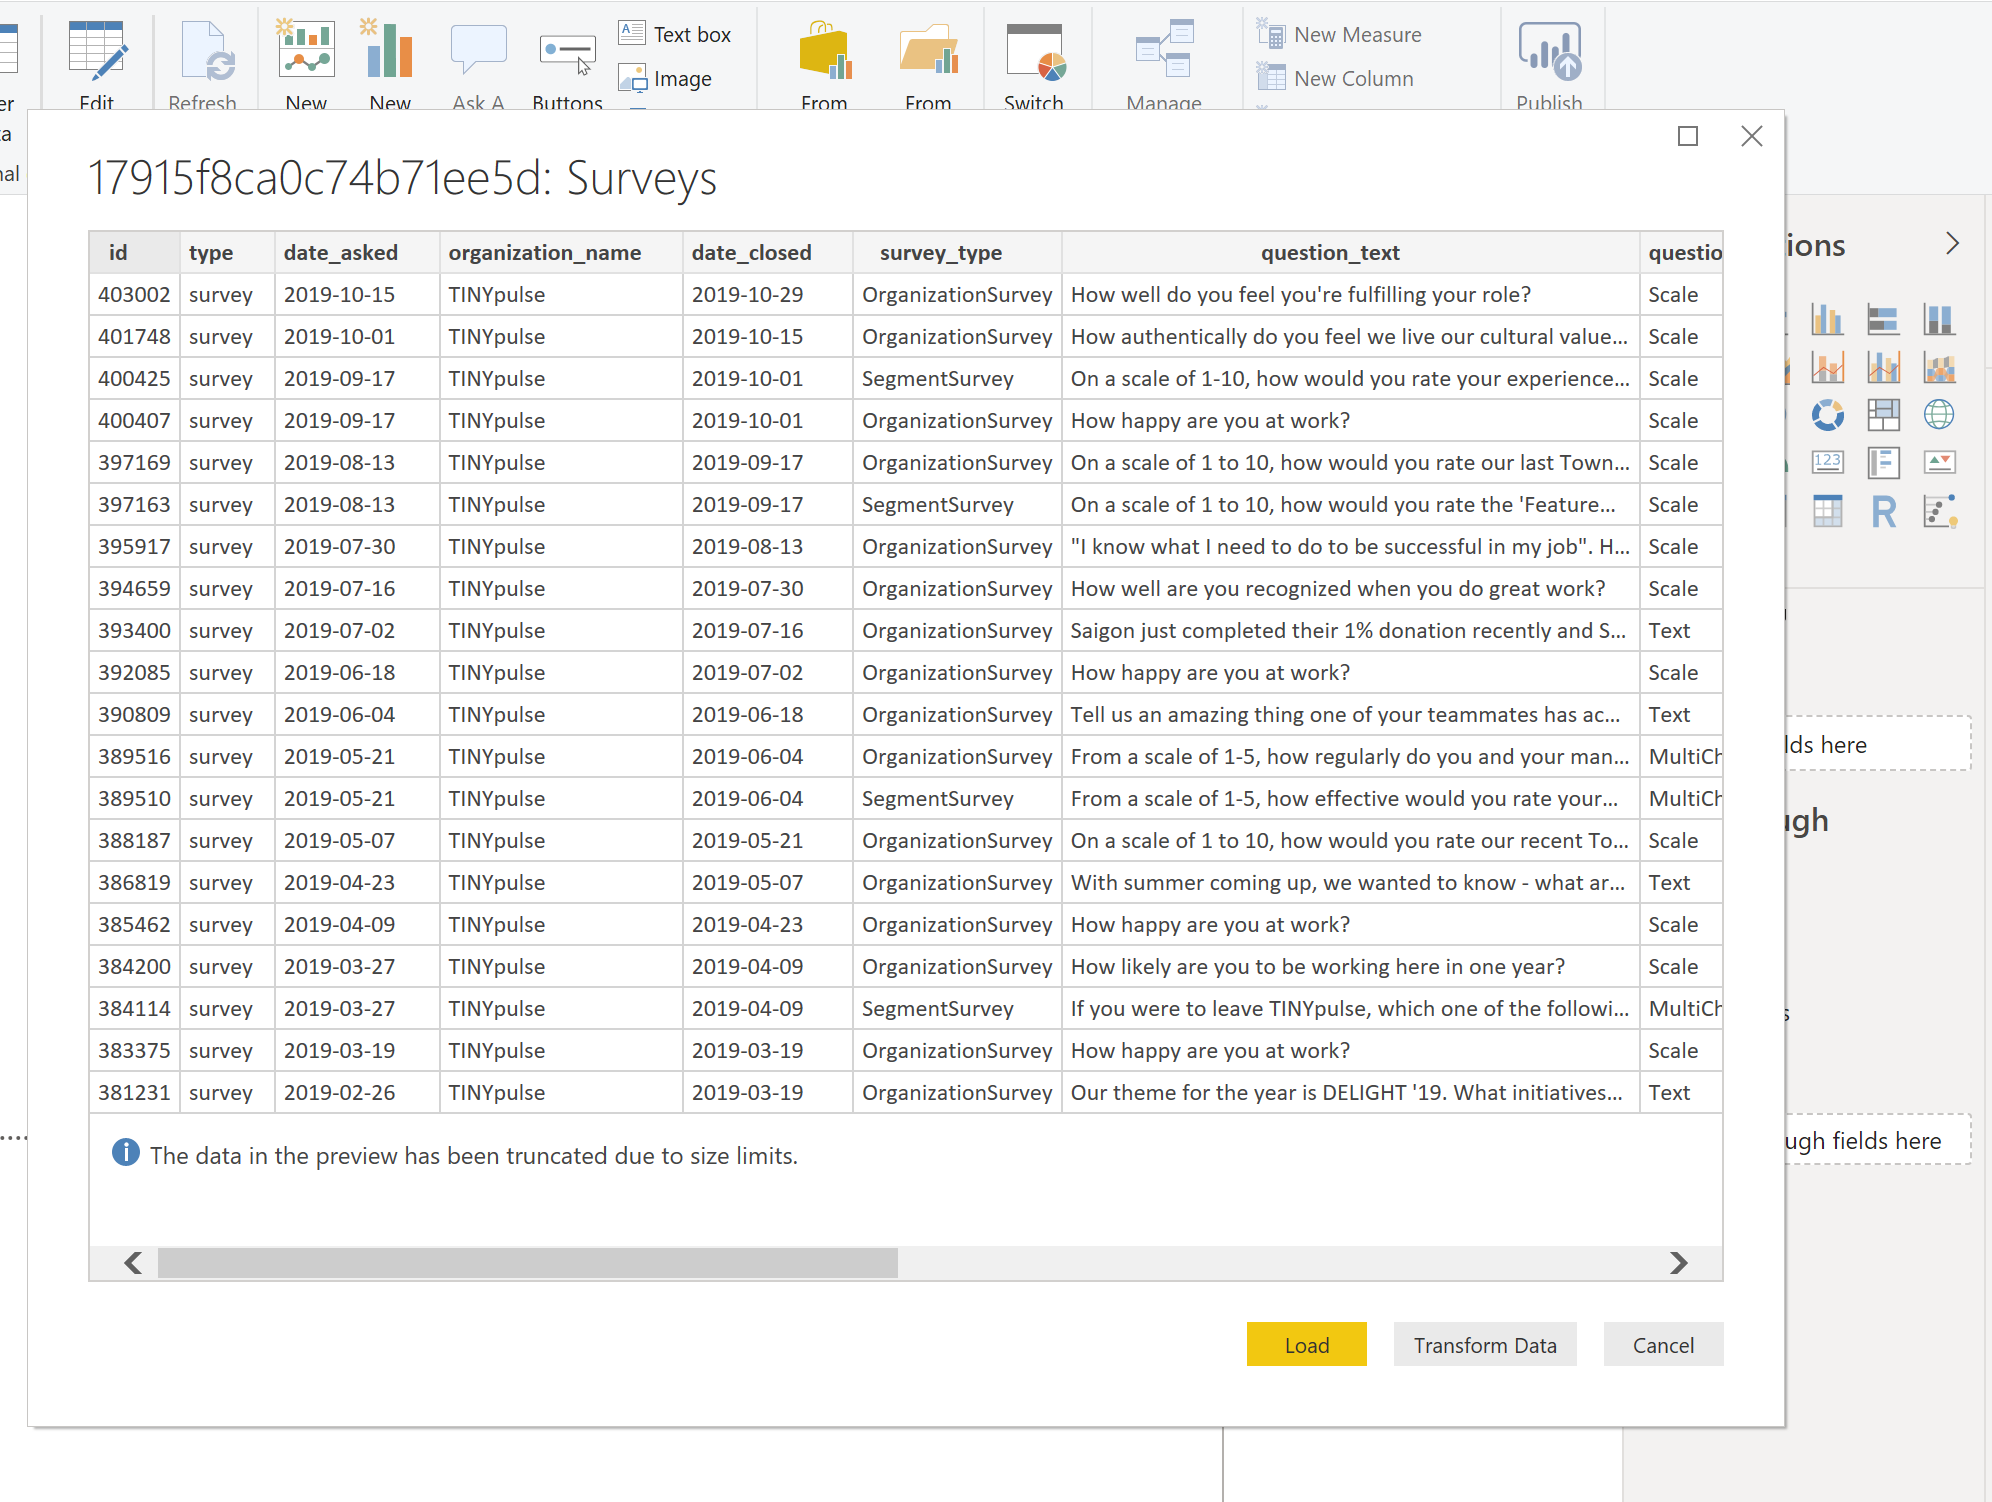 Text box
New Measure
Image
New Column
Edit Refresh New New Ask A Buttons From From Switch Manage Publish
17915f8ca0c74b71ee5d: Surveys
id type date_asked organization_name date_closed survey_type question_text questio
403002 survey 2019-10-15 TINYpulse 2019-10-29 OrganizationSurvey How well do you feel you're fulfilling your role? Scale
401748 survey 2019-10-01 TINYpulse 2019-10-15 OrganizationSurvey How authentically do you feel we live our cultural value... Scale
400425 survey 2019-09-17 TINYpulse 2019-10-01 SegmentSurvey On a scale of 1-10, how would you rate your experience... Scale
400407 survey 2019-09-17 TINYpulse 2019-10-01 OrganizationSurvey How happy are you at work? Scale
397169 survey 2019-08-13 TINYpulse 2019-09-17 OrganizationSurvey On a scale of 1 to 10, how would you rate our last Town... Scale
397163 survey 2019-08-13 TINYpulse 2019-09-17 SegmentSurvey On a scale of 1 to 10, how would you rate the 'Feature... Scale
395917 survey 2019-07-30 TINYpulse 2019-08-13 OrganizationSurvey "I know what I need to do to be successful in my job". H... Scale
394659 survey 2019-07-16 TINYpulse 2019-07-30 OrganizationSurvey How well are you recognized when you do great work? Scale
393400 survey 2019-07-02 TINYpulse 2019-07-16 OrganizationSurvey Saigon just completed their 1% donation recently and S... Text
392085 survey 2019-06-18 TINYpulse 2019-07-02 OrganizationSurvey How happy are you at work? Scale
390809 survey 2019-06-04 TINYpulse 2019-06-18 OrganizationSurvey Tell us an amazing thing one of your teammates has ac... Text
389516 survey 2019-05-21 TINYpulse 2019-06-04 OrganizationSurvey From a scale of 1-5, how regularly do you and your man... MultiCh
389510 survey 2019-05-21 TINYpulse 2019-06-04 SegmentSurvey From a scale of 1-5, how effective would you rate your... MultiCh
388187 survey 2019-05-07 TINYpulse 2019-05-21 OrganizationSurvey On a scale of 1 to 10, how would you rate our recent To... Scale
386819 survey 2019-04-23 TINYpulse 2019-05-07 OrganizationSurvey With summer coming up, we wanted to know - what ar... Text
385462 survey 2019-04-09 TINYpulse 2019-04-23 OrganizationSurvey How happy are you at work? Scale
384200 survey 2019-03-27 TINYpulse 2019-04-09 OrganizationSurvey How likely are you to be working here in one year? Scale
384114 survey 2019-03-27 TINYpulse 2019-04-09 SegmentSurvey If you were to leave TINYpulse, which one of the followi... MultiCh
383375 survey 2019-03-19 TINYpulse 2019-03-19 OrganizationSurvey How happy are you at work? Scale
381231 survey 2019-02-26 TINYpulse 2019-03-19 OrganizationSurvey Our theme for the year is DELIGHT '19. What initiatives... Text
The data in the preview has been truncated due to size limits.
Load Transform Data Cancel
ions
123
R
lds here
ugh
ugh fields here